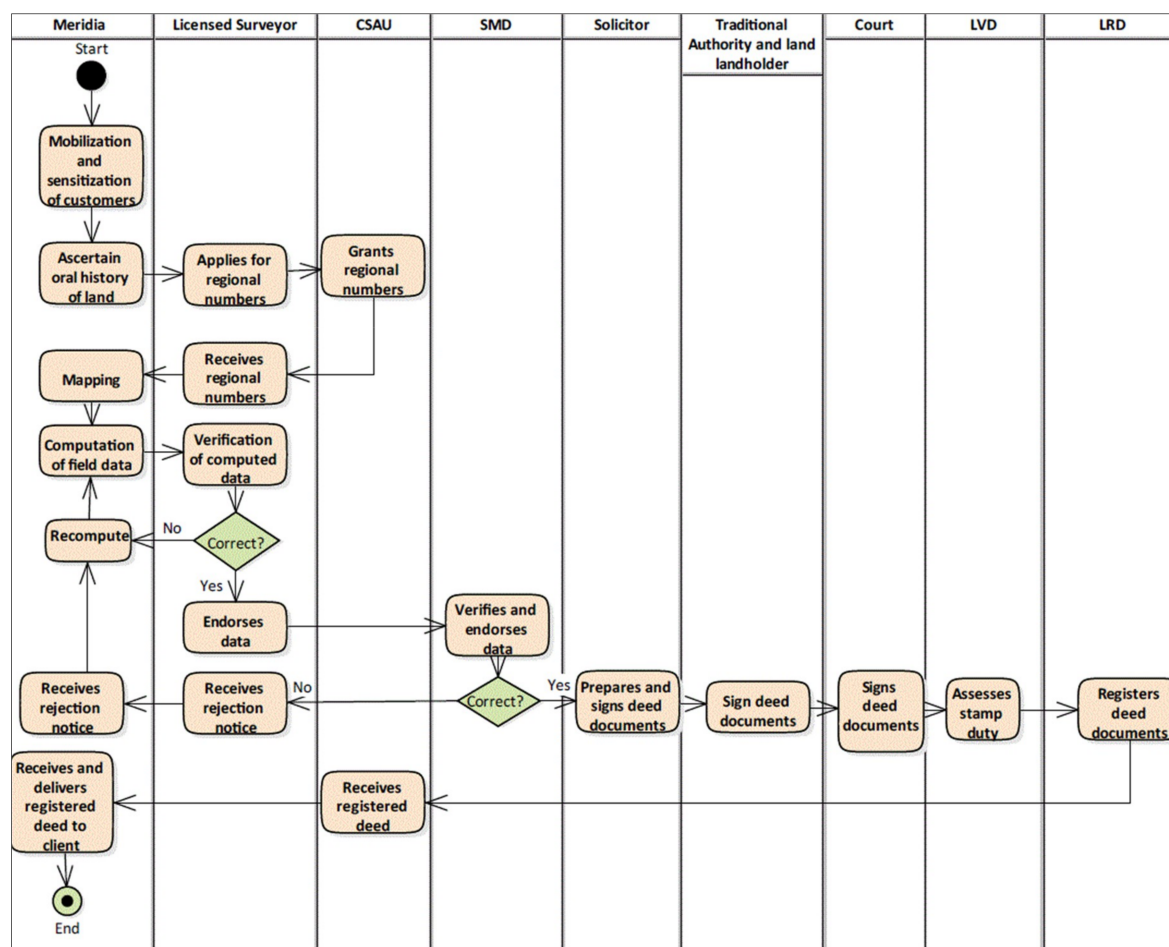 Meridia
Licensed Surveyor
CSAU
SMD
Solicitor
Traditional
Authority and land
landholder
Court
LVD
LRD
Start
Mobilization
and
sensitization
of customers
Ascertain
oral history
of land
Applies for
regional
numbers
Grants
regional
numbers
Mapping
Receives
regional
numbers
Computation
of field data
Verification
of computed
data
Recompute
No
Correct?
Yes
Endorses
data
Verifies and
endorses
data
Receives
rejection
notice
Receives
rejection
notice
No
Correct?
Yes
Prepares and
signs deed
documents
Sign deed
documents
Signs
deed
documents
Assesses
stamp
duty
Registers
deed
documents
Receives and
delivers
registered
deed to
client
Receives
registered
deed
End